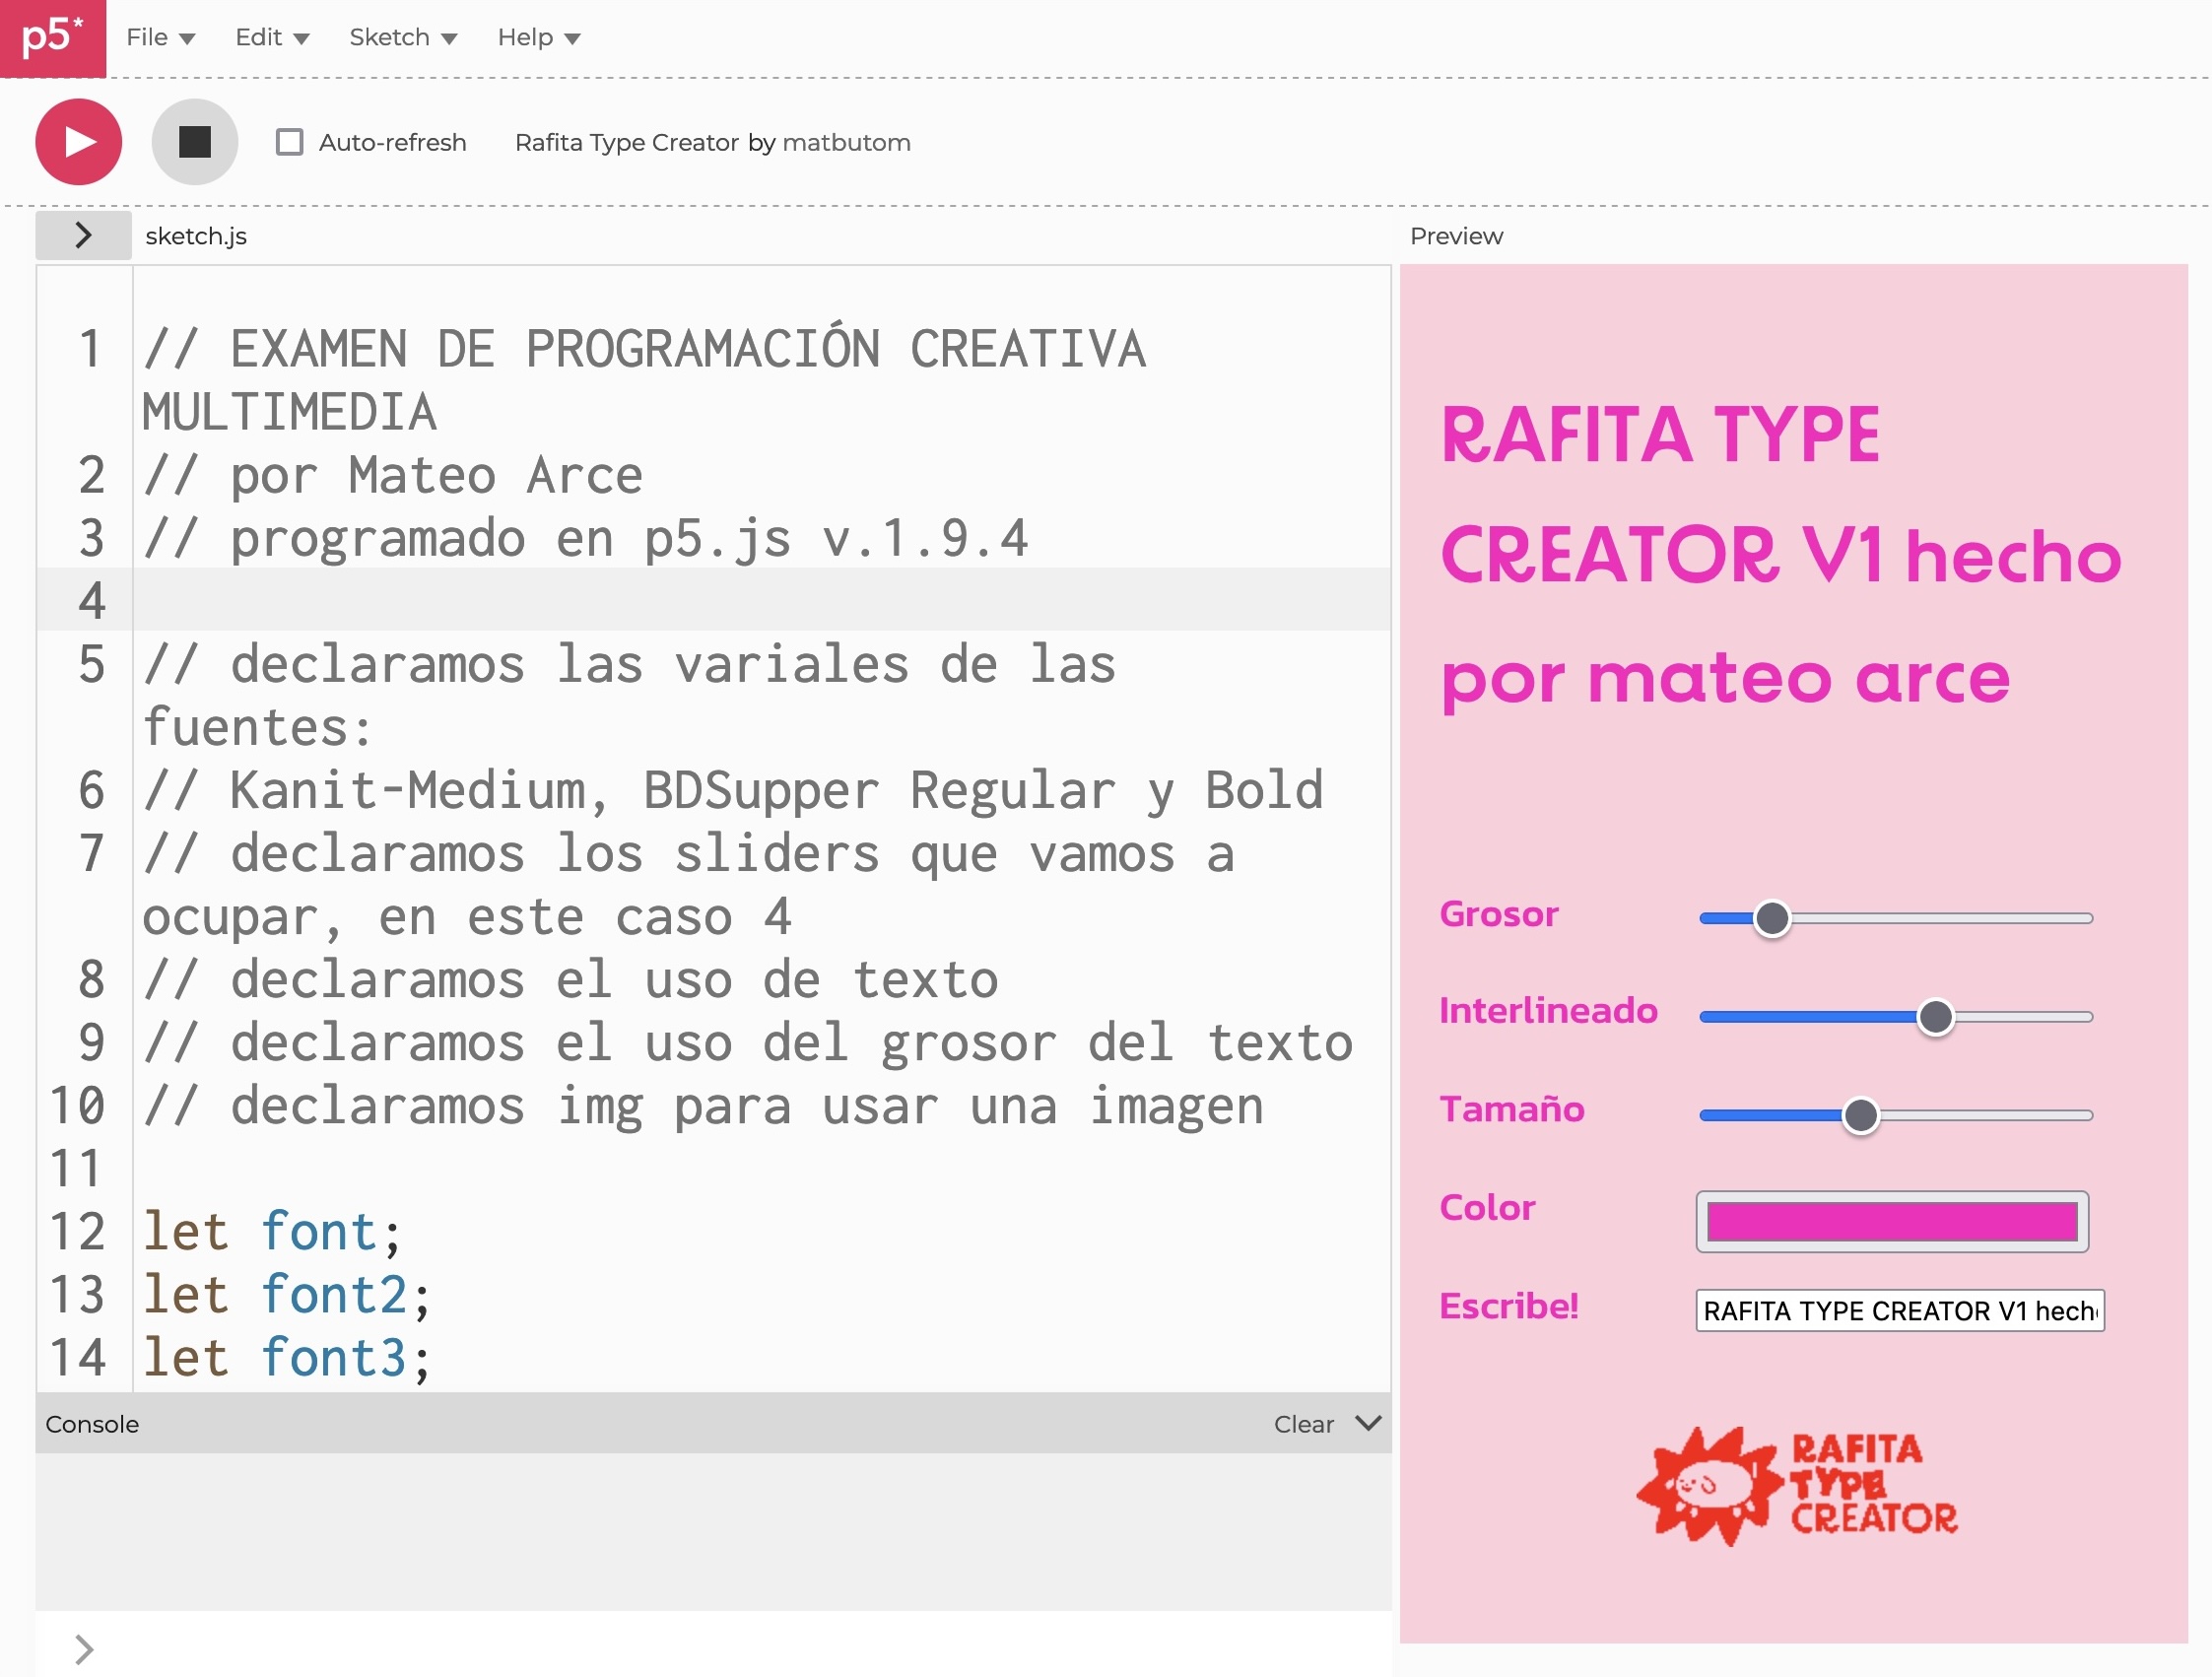 p5*
File Edit Sketch Help
Auto-refresh Rafita Type Creator by matbutom
sketch.js
1 // EXAMEN DE PROGRAMACIÓN CREATIVA
MULTIMEDIA
2 // por Mateo Arce
3 // programado en p5.js v.1.9.4
4
5 // declaramos las variales de las
fuentes:
6 // Kanit-Medium, BDSupper Regular y Bold
7 // declaramos los sliders que vamos a
ocupar, en este caso 4
8 // declaramos el uso de texto
9 // declaramos el uso del grosor del texto
10 // declaramos img para usar una imagen
11
12 let font;
13 let font2;
14 let font3;
Console Clear
Preview
RAFITA TYPE
CREATOR V1 hecho
por mateo arce
Grosor
Interlineado
Tamaño
Color
Escribe! RAFITA TYPE CREATOR V1 hech
RAFITA
TYPE
CREATOR